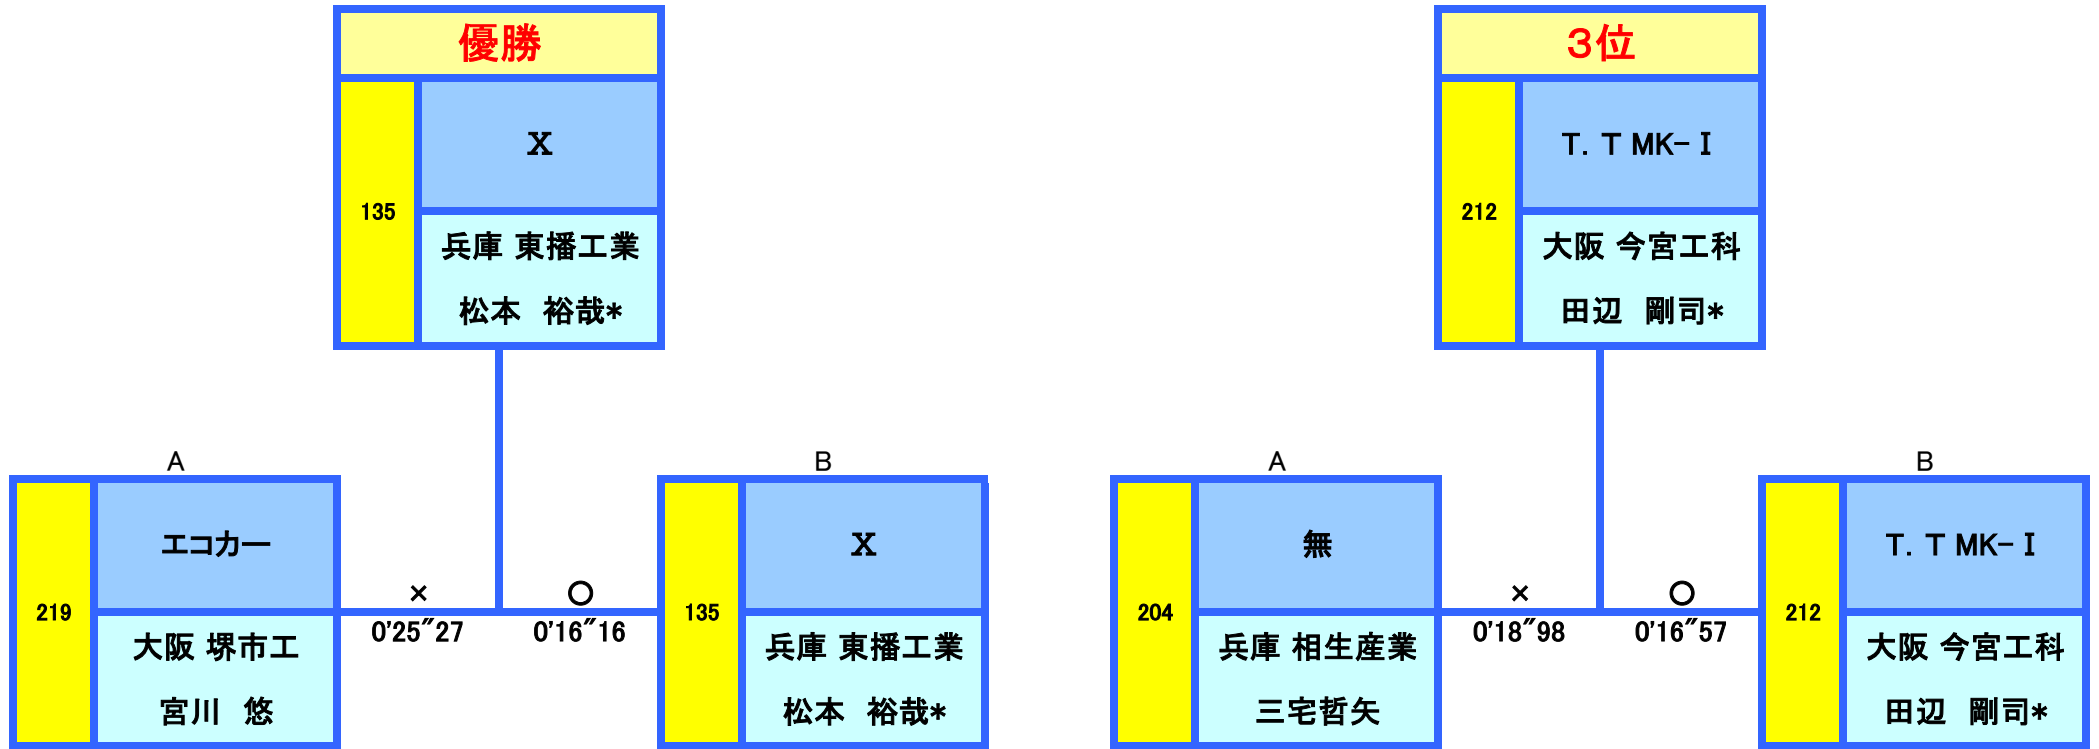 優勝
135
X
兵庫 東播工業
松本　裕哉*
A
219
エコカー
大阪 堺市工
宮川　悠
×
0'25"27
○
0'16"16
B
135
X
兵庫 東播工業
松本　裕哉*
3位
212
T. T MK-Ⅰ
大阪 今宮工科
田辺　剛司*
A
204
無
兵庫 相生産業
三宅哲矢
×
0'18"98
○
0'16"57
B
212
T. T MK-Ⅰ
大阪 今宮工科
田辺　剛司*